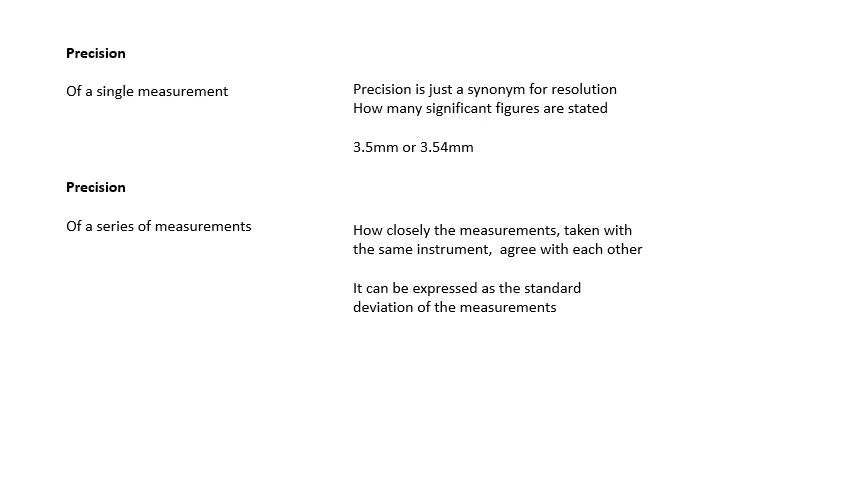 Precision
Of a single measurement
Precision is just a synonym for resolution
How many significant figures are stated
3.5mm or 3.54mm
Precision
Of a series of measurements
How closely the measurements, taken with
the same instrument,  agree with each other
It can be expressed as the standard
deviation of the measurements